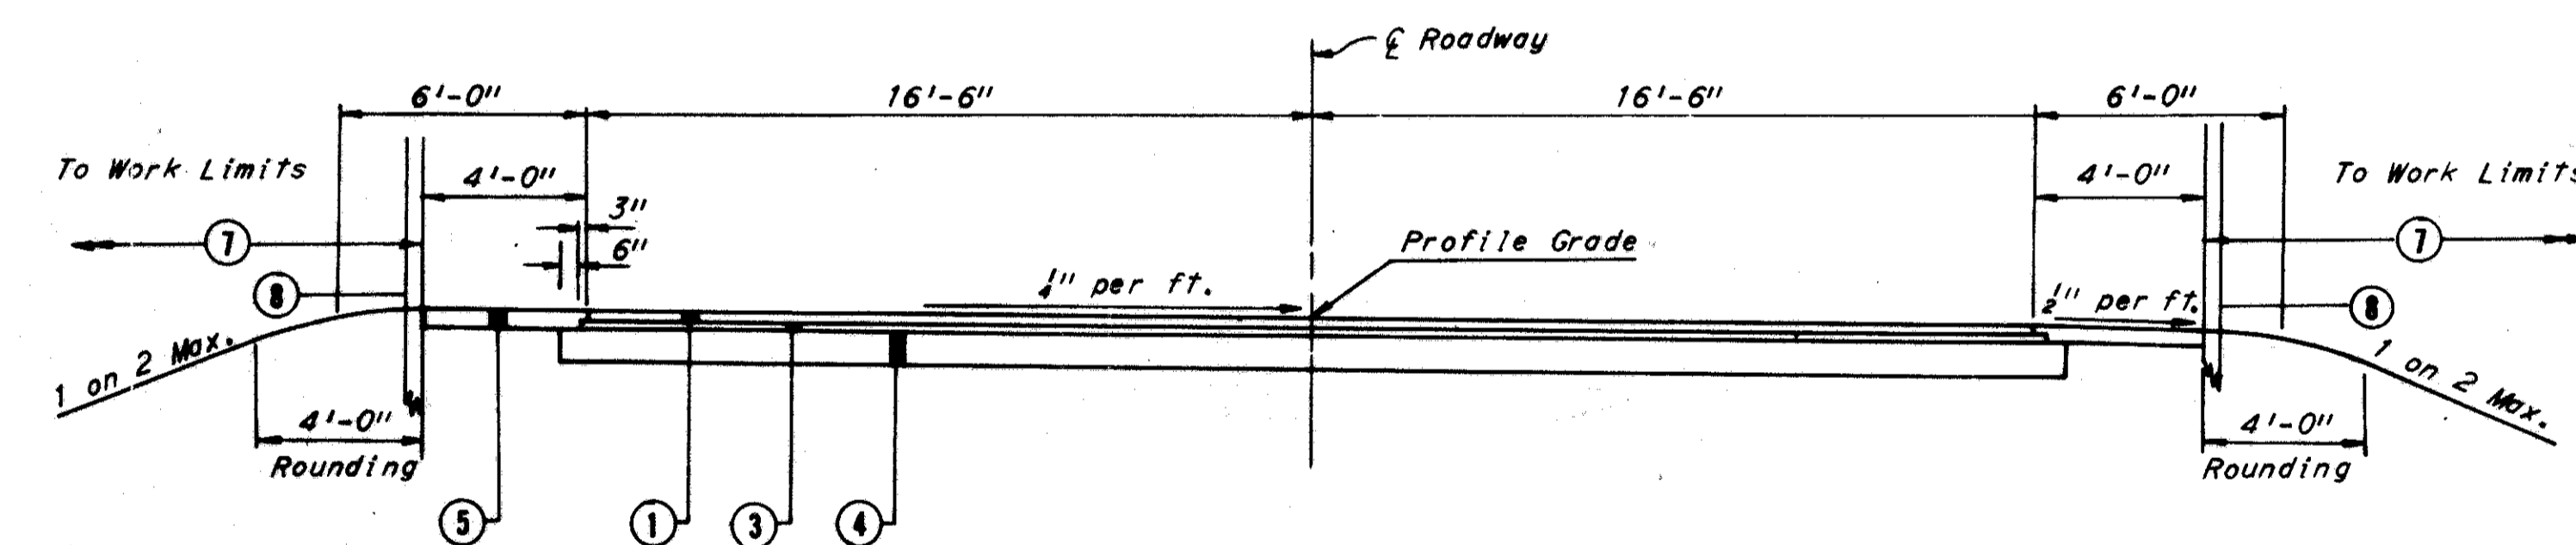 ℄ Roadway
6'-0"
16'-6"
16'-6"
6'-0"
To Work Limits
4'-0"
4'-0"
To Work Limits
3"
7
6"
Profile Grade
7
8
1/4" per ft.
1/2" per ft.
8
1 on 2 Max.
1 on 2 Max.
4'-0"
Rounding
4'-0"
Rounding
5
1
3
4